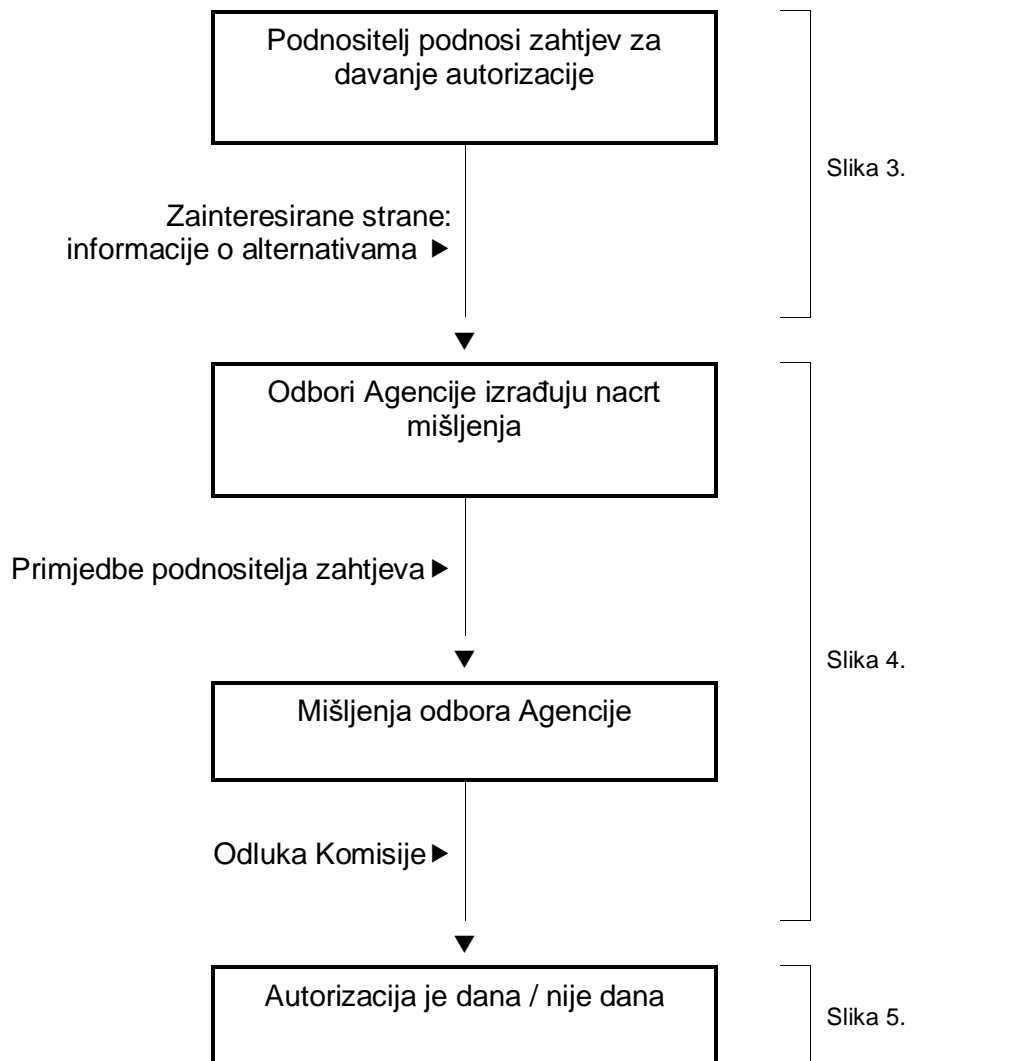 Podnositelj podnosi zahtjev za
davanje autorizacije
Slika 3.
Zainteresirane strane:
informacije o alternativama
Odbori Agencije izrađuju nacrt
mišljenja
Primjedbe podnositelja zahtjeva
Slika 4.
Mišljenja odbora Agencije
Odluka Komisije
Autorizacija je dana / nije dana
Slika 5.